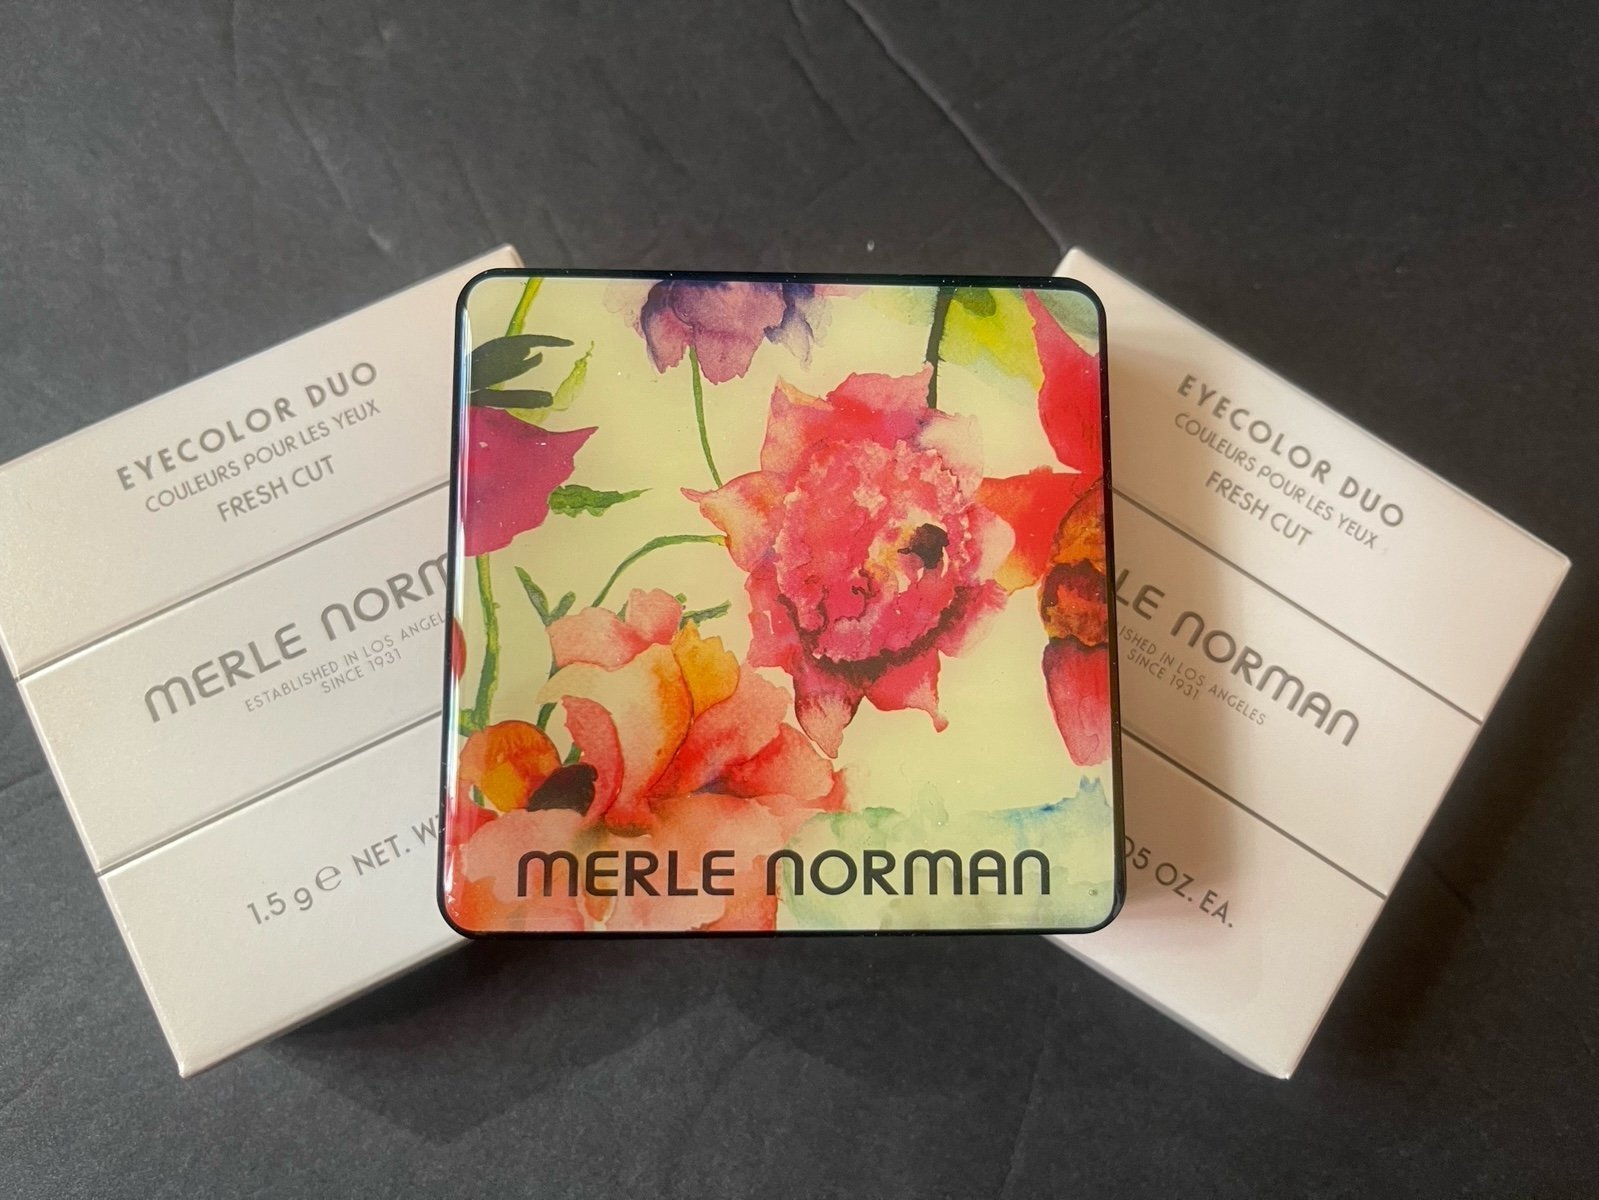 EYECOLOR DUO
COULEURS POUR LES YEUX
FRESH CUT
MERLE NORM
ESTABLISHED IN LOS ANGEL
SINCE 1931
1.5 g e NET. W
MERLE NORMAN
EYECOLOR DUO
COULEURS POUR LES YEUX
FRESH CUT
LE NORMAN
ISHED IN LOS ANGELES
SINCE 1931
05 OZ. EA.